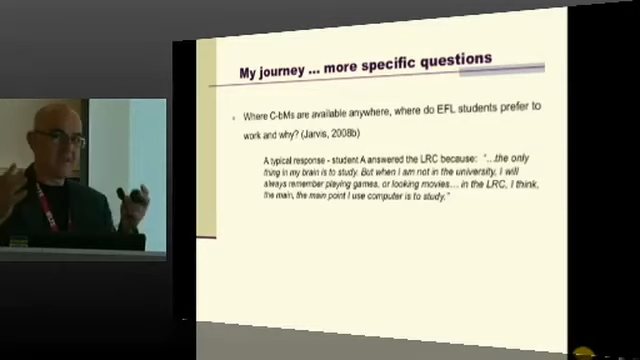 My journey ... more specific questions
Where C-bMs are available anywhere, where do EFL students prefer to
work and why? (Jarvis, 2008b)
A typical response - student A answered the LRC because: "...the only
thing in my brain is to study. But when I am not in the university, I will
always remember playing games, or looking movies... in the LRC, I think,
the main, the main point I use computer is to study."